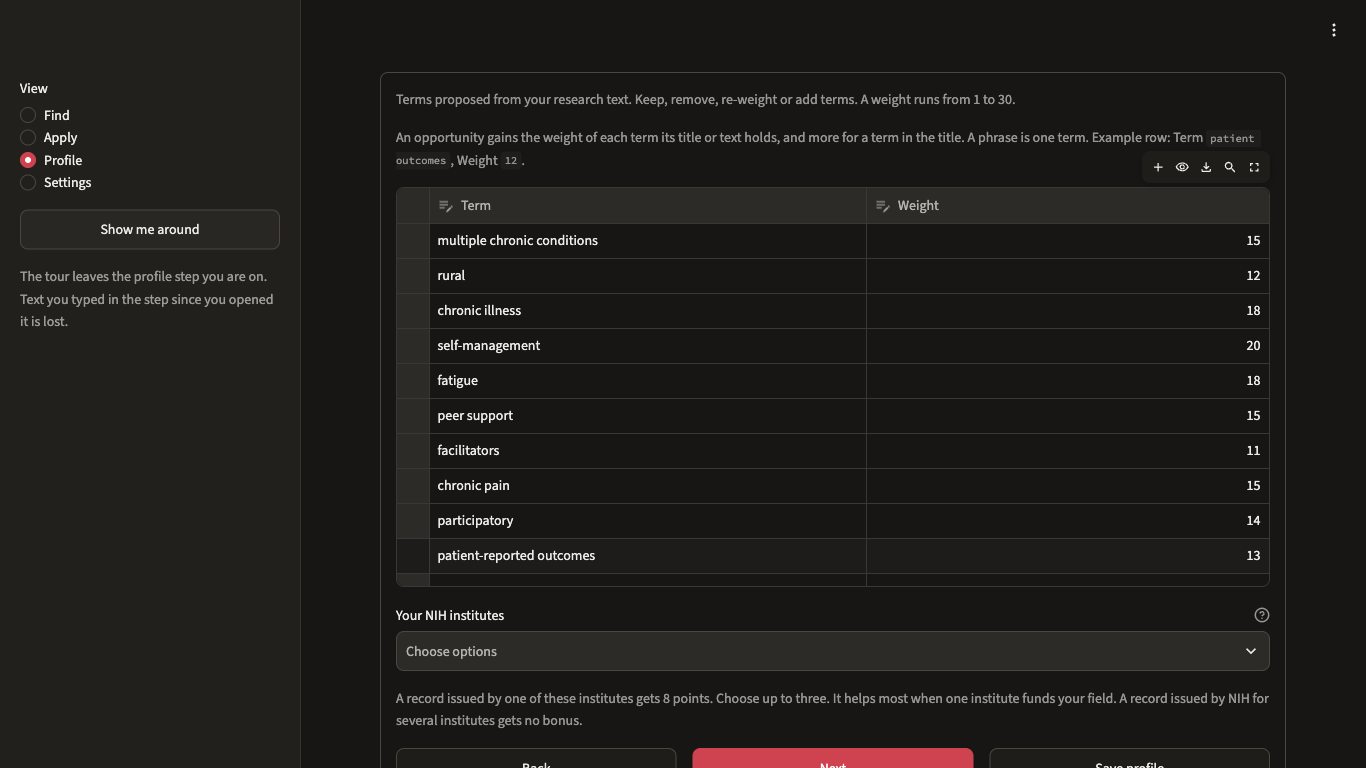 View
Find
Apply
Profile
Settings
Show me around
The tour leaves the profile step you are on.
Text you typed in the step since you opened
it is lost.
Terms proposed from your research text. Keep, remove, re-weight or add terms. A weight runs from 1 to 30.
An opportunity gains the weight of each term its title or text holds, and more for a term in the title. A phrase is one term. Example row: Term patient
outcomes, Weight 12.
Term Weight
multiple chronic conditions 15
rural 12
chronic illness 18
self-management 20
fatigue 18
peer support 15
facilitators 11
chronic pain 15
participatory 14
patient-reported outcomes 13
Your NIH institutes
Choose options
A record issued by one of these institutes gets 8 points. Choose up to three. It helps most when one institute funds your field. A record issued by NIH for
several institutes gets no bonus.
Back Next Save profile